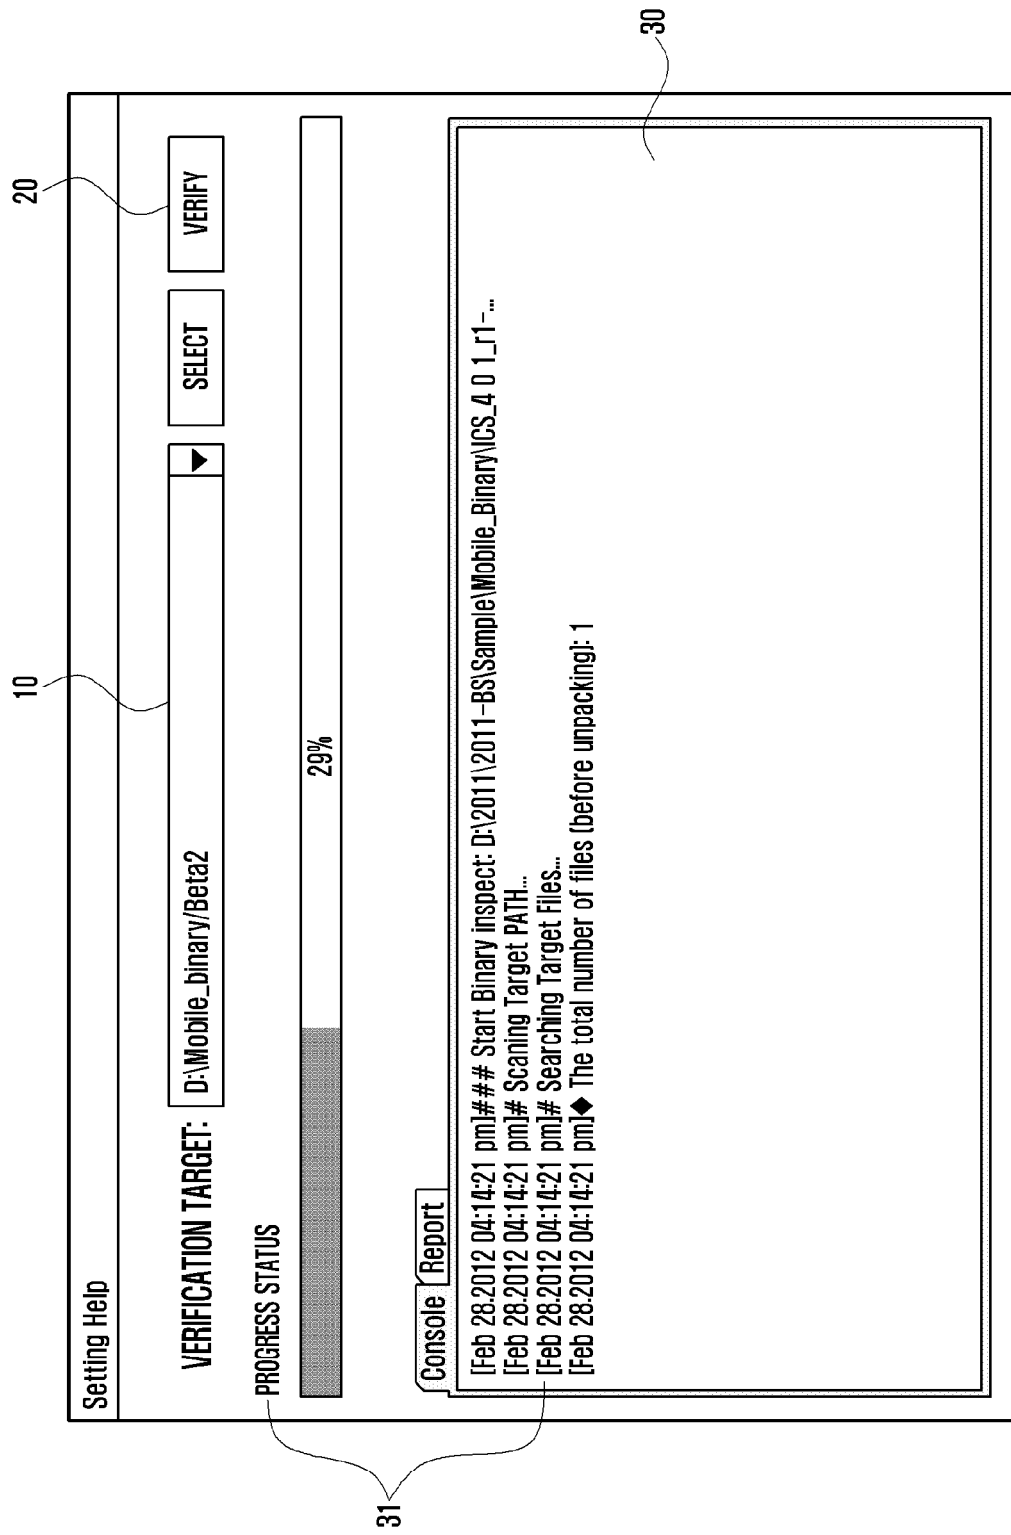 Setting Help
10
20
VERIFICATION TARGET: D:\Mobile_binary/Beta2 SELECT VERIFY
PROGRESS STATUS
29%
31
Console Report
[Feb 28.2012 04:14:21 pm]### Start Binary inspect: D:\2011\2011-BS\Sample\Mobile_Binary\ICS_4 0 1_r1-...
[Feb 28.2012 04:14:21 pm]# Scaning Target PATH...
[Feb 28.2012 04:14:21 pm]# Searching Target Files...
[Feb 28.2012 04:14:21 pm]◆ The total number of files (before unpacking): 1
30